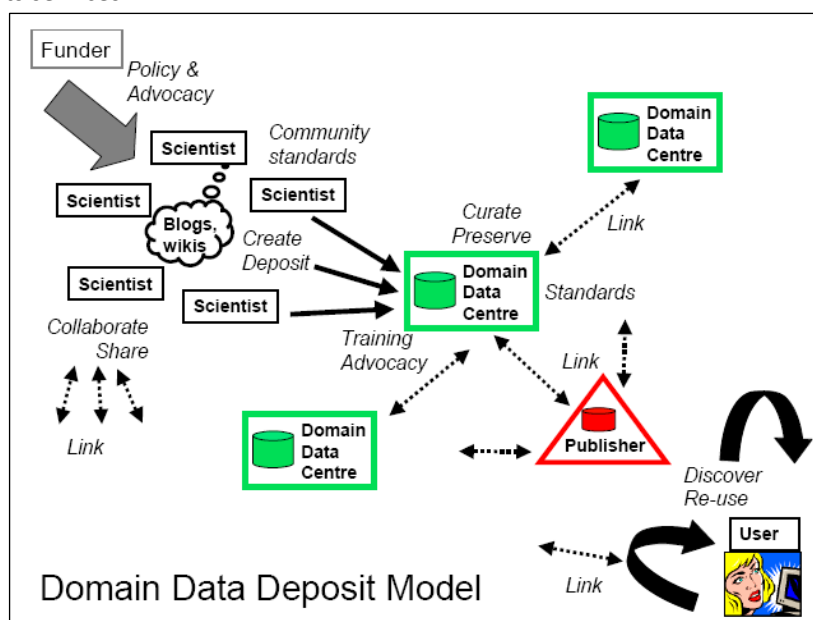 Funder
Policy &
Advocacy
Scientist
Community
standards
Scientist
Scientist
Blogs,
wikis
Create
Deposit
Scientist
Scientist
Collaborate
Share
Link
Training
Advocacy
Curate
Preserve
Domain
Data
Centre
Standards
Domain
Data
Centre
Link
Domain
Data
Centre
Link
Publisher
Discover
Re-use
User
Link
Domain Data Deposit Model